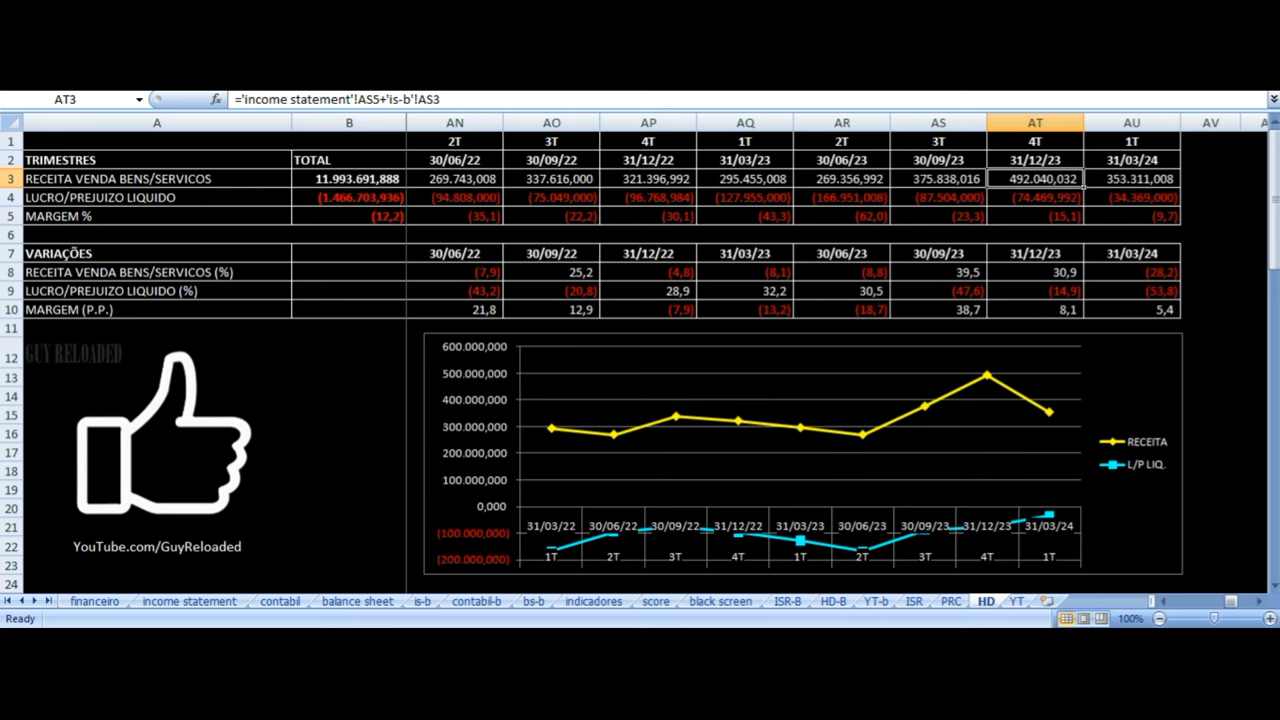 AT3 fx ='income statement'!AS5+'is-b'!AS3
A B AN AO AP AQ AR AS AT AU AV
1 2T 3T 4T 1T 2T 3T 4T 1T
2 TRIMESTRES TOTAL 30/06/22 30/09/22 31/12/22 31/03/23 30/06/23 30/09/23 31/12/23 31/03/24
3 RECEITA VENDA BENS/SERVICOS 11.993.691,888 269.743,008 337.616,000 321.396,992 295.455,008 269.356,992 375.838,016 492.040,032 353.311,008
4 LUCRO/PREJUIZO LIQUIDO (1.466.703,936) (94.808,000) (75.049,000) (96.768,984) (127.955,000) (166.951,008) (87.504,000) (74.469,992) (34.369,000)
5 MARGEM % (12,2) (35,1) (22,2) (30,1) (43,3) (62,0) (23,3) (15,1) (9,7)
6
7 VARIAÇÕES 30/06/22 30/09/22 31/12/22 31/03/23 30/06/23 30/09/23 31/12/23 31/03/24
8 RECEITA VENDA BENS/SERVICOS (%) (7,9) 25,2 (4,8) (8,1) (8,8) 39,5 30,9 (28,2)
9 LUCRO/PREJUIZO LIQUIDO (%) (43,2) (20,8) 28,9 32,2 30,5 (47,6) (14,9) (53,8)
10 MARGEM (P.P.) 21,8 12,9 (7,9) (13,2) (18,7) 38,7 8,1 5,4
11
12 GUY RELOADED
13
14
15
16
17
18
19
20
21
22
23
24
YouTube.com/GuyReloaded
600.000,000
500.000,000
400.000,000
300.000,000
200.000,000
100.000,000
0,000
(100.000,000)
(200.000,000)
31/03/22 30/06/22 30/09/22 31/12/22 31/03/23 30/06/23 30/09/23 31/12/23 31/03/24
1T 2T 3T 4T 1T 2T 3T 4T 1T
RECEITA
L/P LIQ.
financeiro income statement contabil balance sheet is-b contabil-b bs-b indicadores score black screen ISR-B HD-B YT-b ISR PRC HD YT
Ready 100%